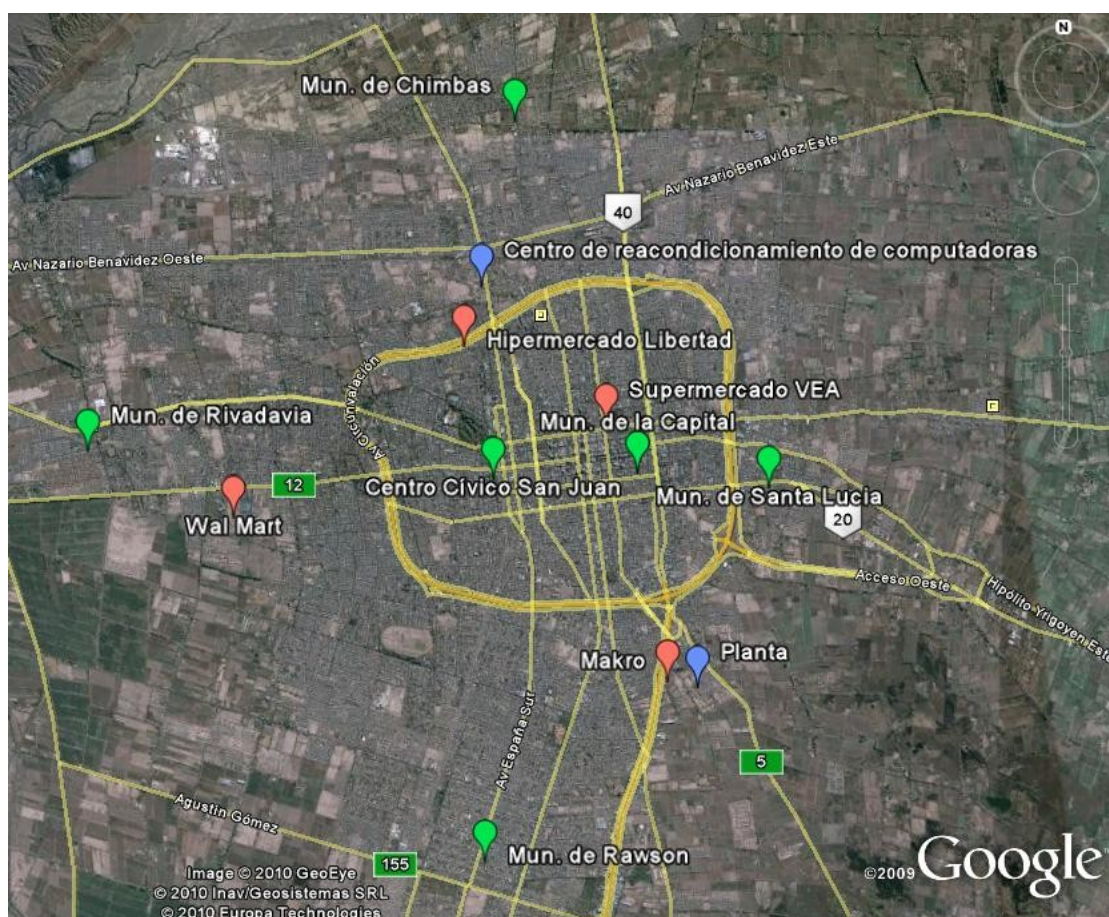 N
Mun. de Chimbas
Av Nazario Benavidez Este
40
Av Nazario Benavidez Oeste
Centro de reacondicionamiento de computadoras
Hipermercado Libertad
Av Circunvalación
Supermercado VEA
Mun. de Rivadavia
Mun. de la Capital
12
Centro Cívico San Juan
Mun. de Santa Lucia
Wal Mart
20
Acceso Oeste
Hipólito Yrigoyen Este
Makro
Planta
Av España Sur
5
Agustín Gómez
Mun. de Rawson
155
Image © 2010 GeoEye
© 2010 Inav/Geosistemas SRL
© 2010 Europa Technologies
©2009 Google